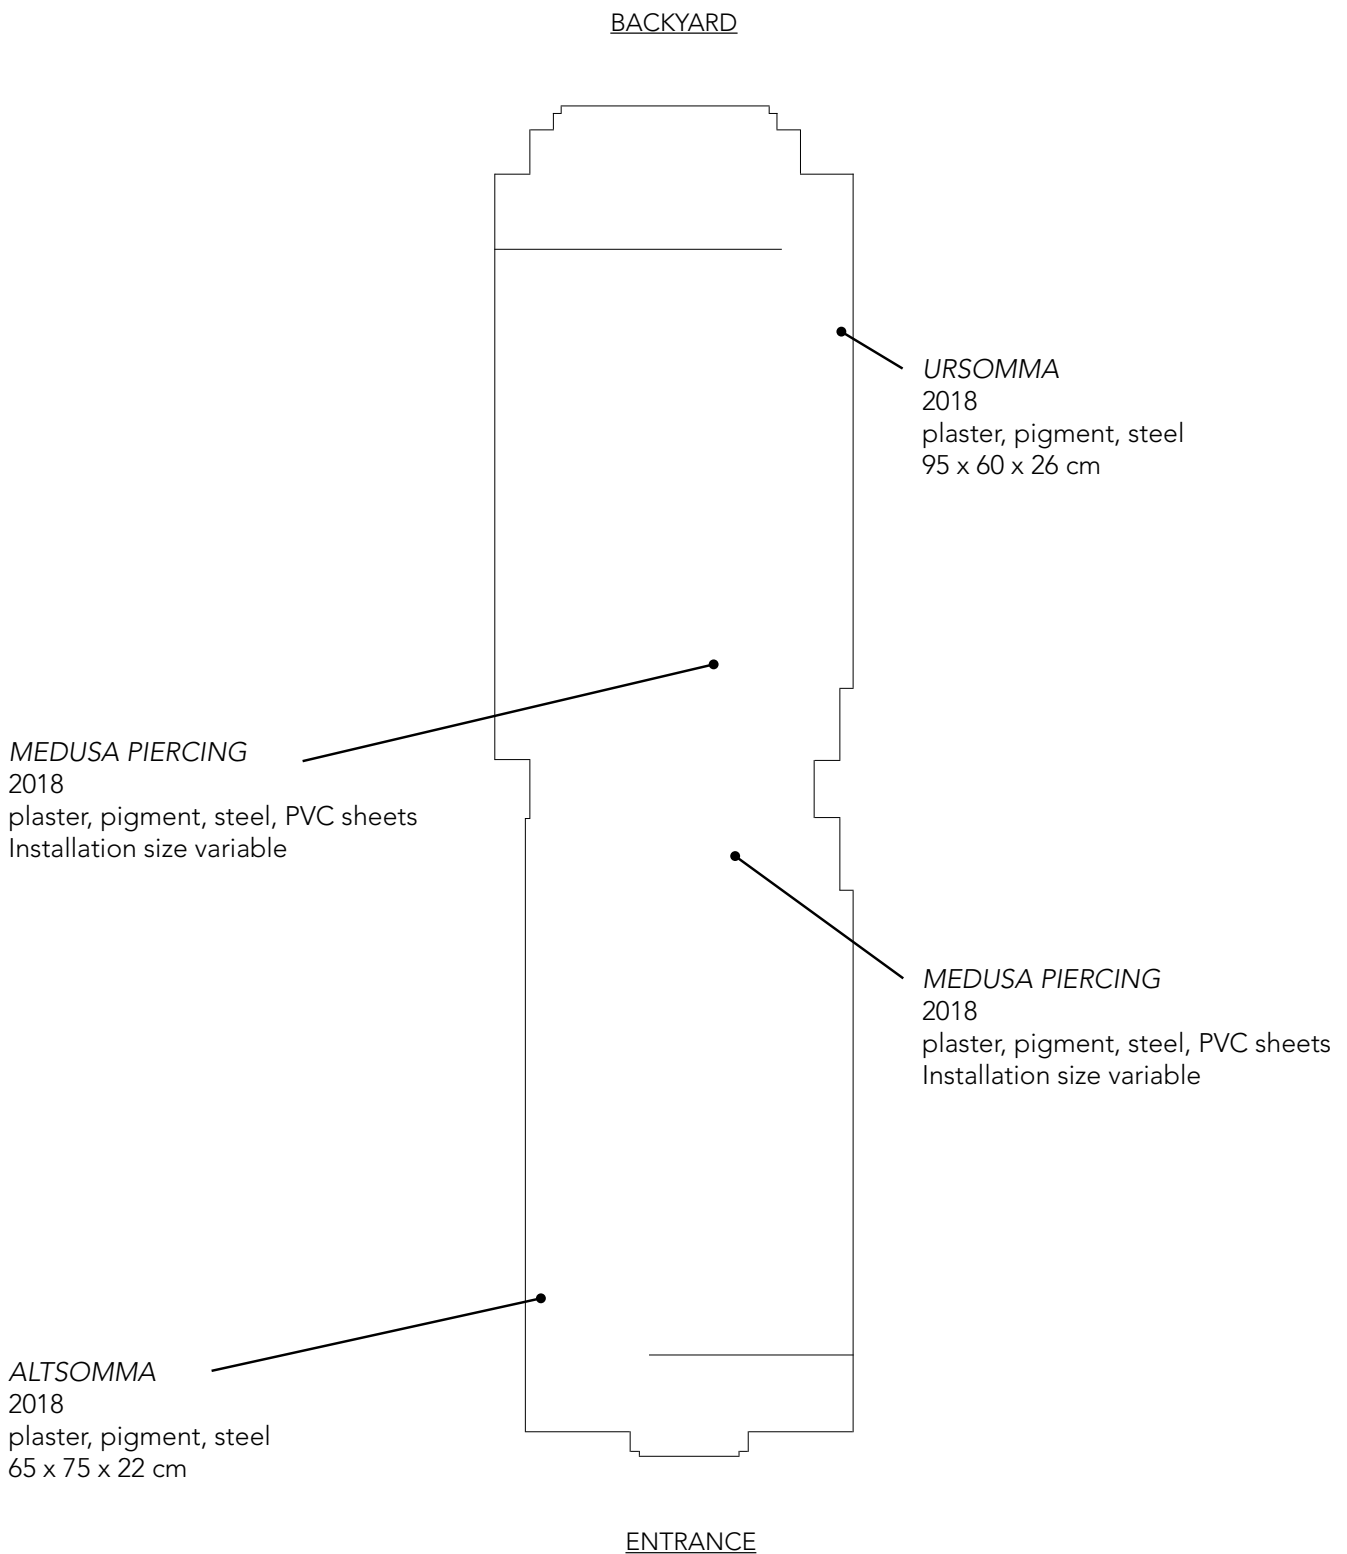 BACKYARD
URSOMMA
2018
plaster, pigment, steel
95 x 60 x 26 cm
MEDUSA PIERCING
2018
plaster, pigment, steel, PVC sheets
Installation size variable
MEDUSA PIERCING
2018
plaster, pigment, steel, PVC sheets
Installation size variable
ALTSOMMA
2018
plaster, pigment, steel
65 x 75 x 22 cm
ENTRANCE